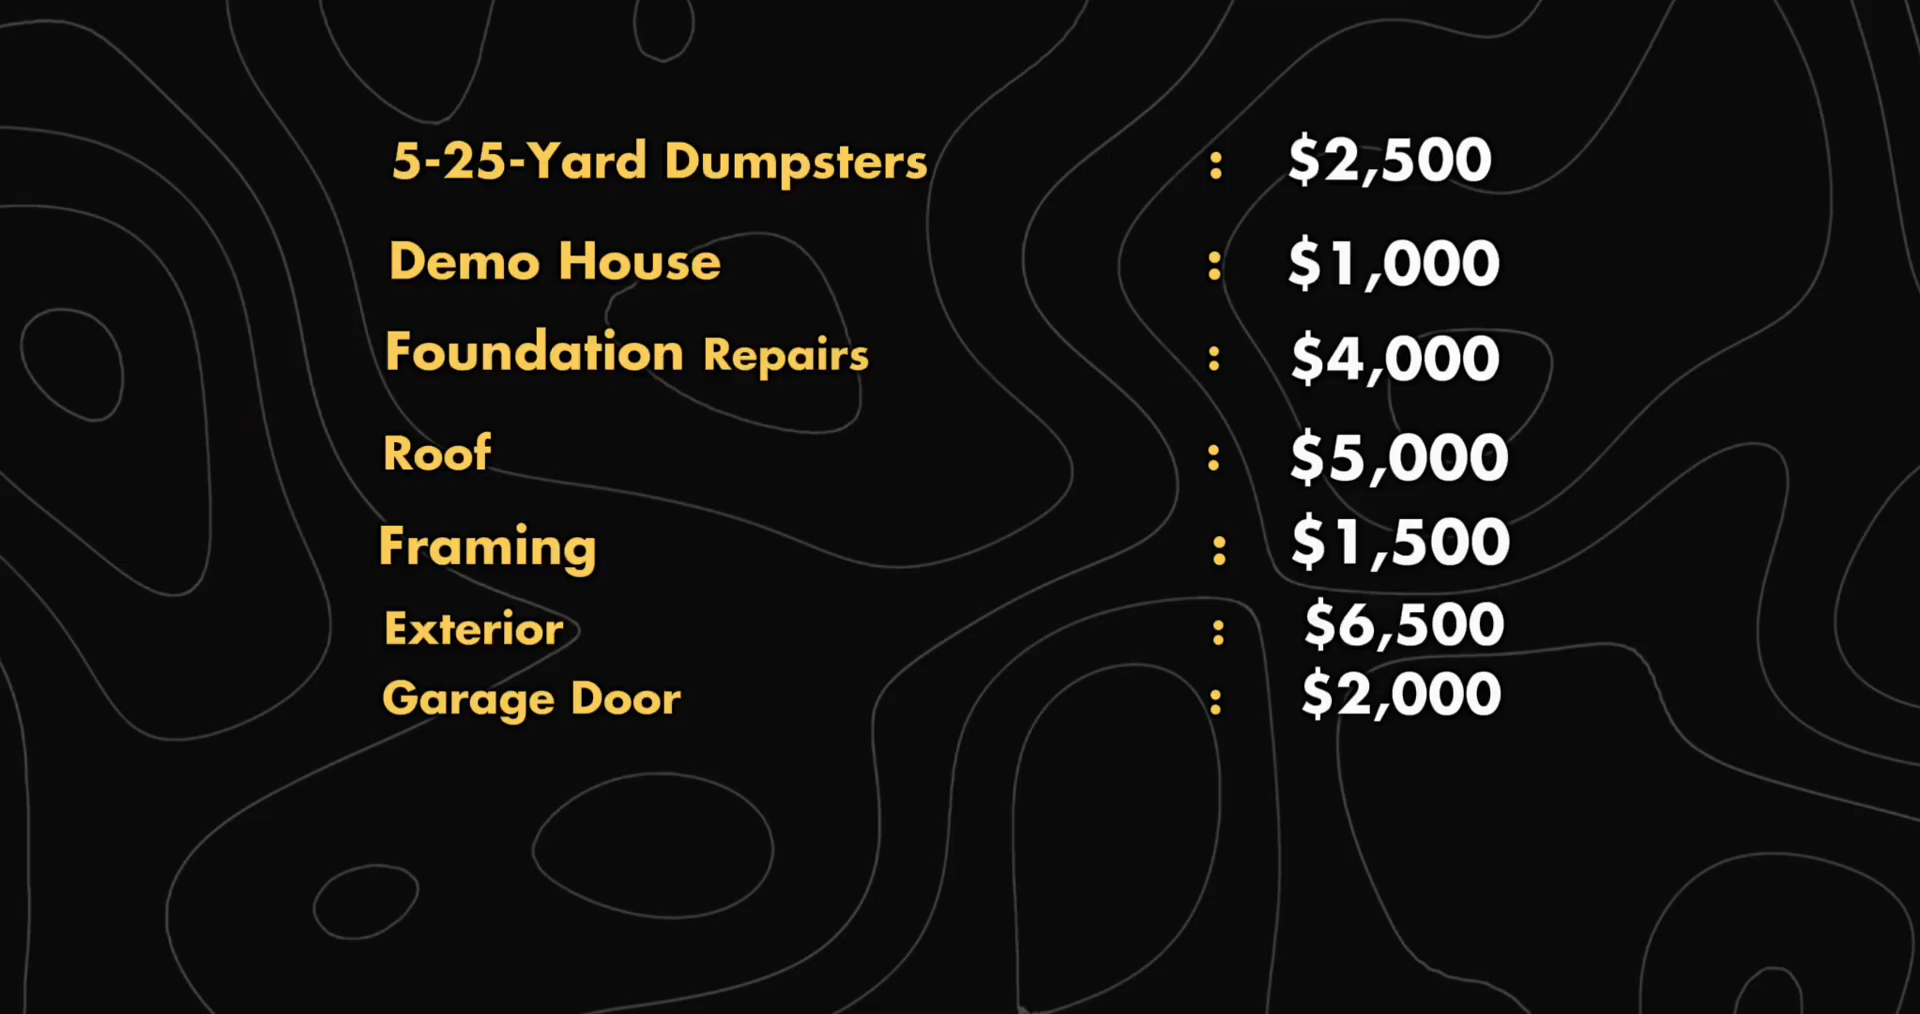 5-25-Yard Dumpsters : $2,500
Demo House : $1,000
Foundation Repairs : $4,000
Roof : $5,000
Framing : $1,500
Exterior : $6,500
Garage Door : $2,000